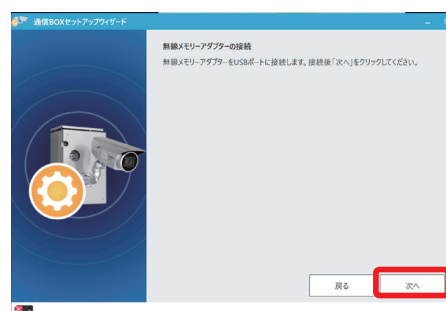 通信BOXセットアップウィザード
無線メモリーアダプターの接続
無線メモリーアダプターをUSBポートに接続します。接続後「次へ」をクリックしてください。
戻る
次へ